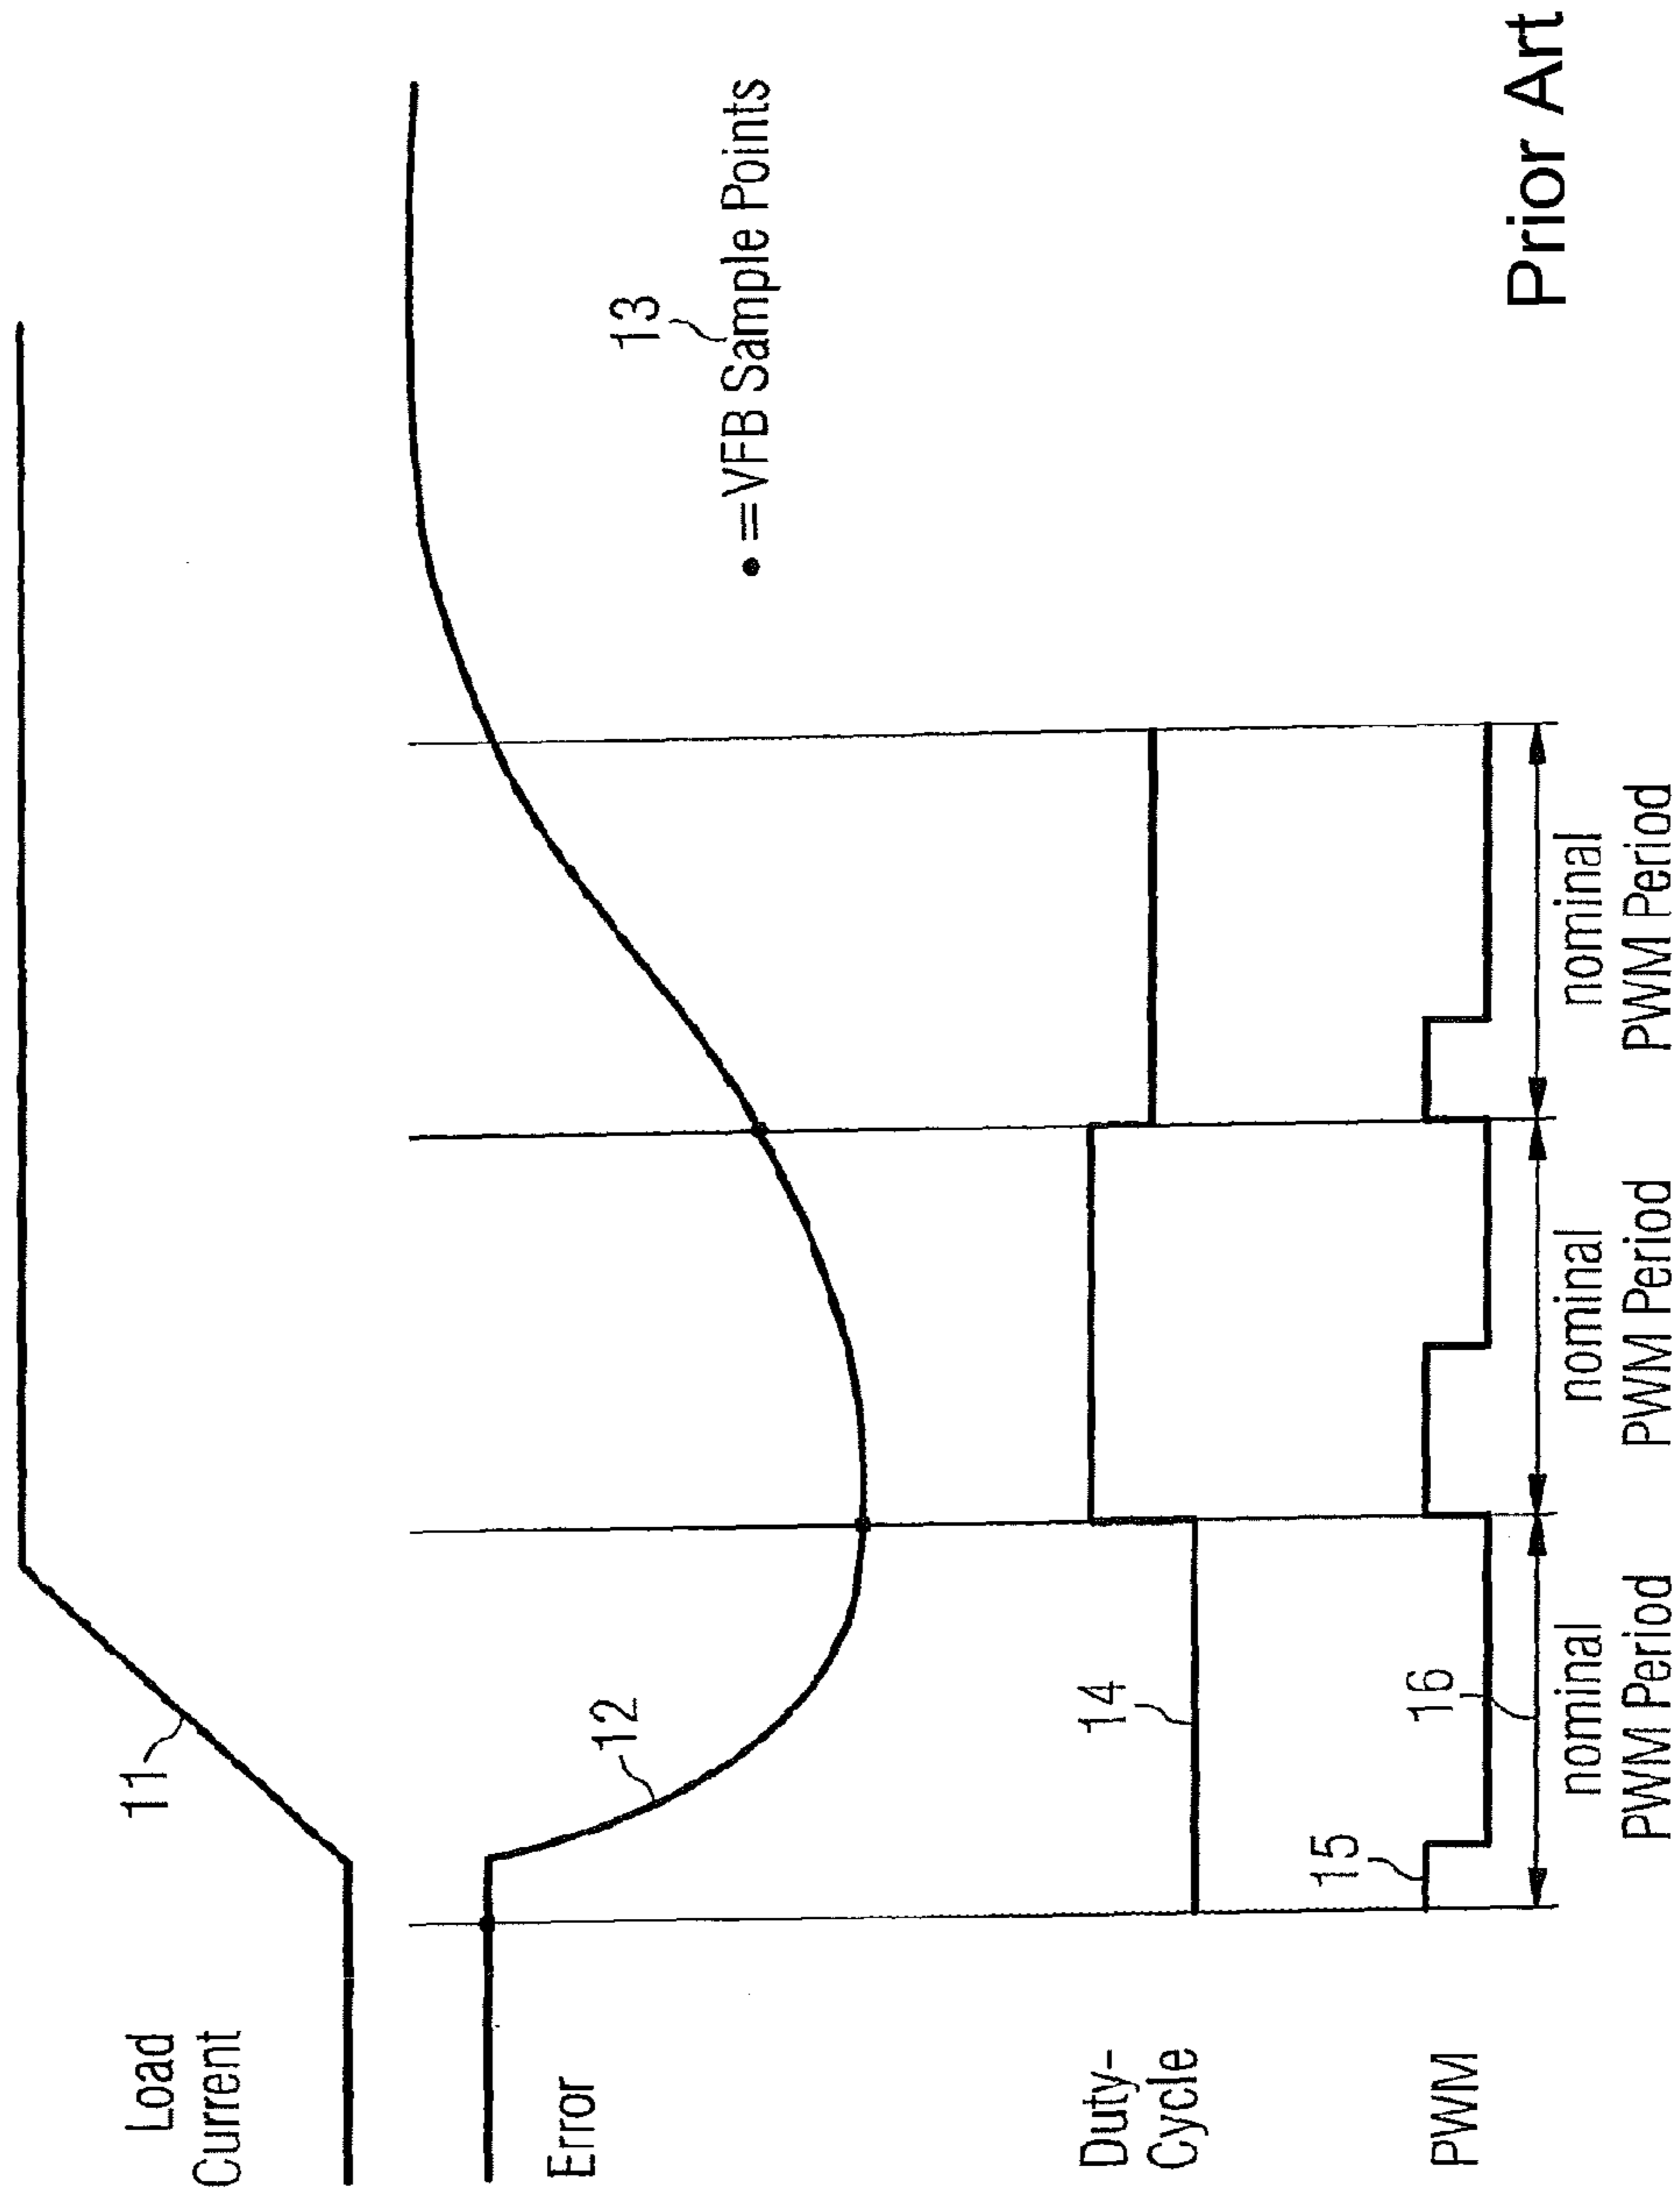 Load
Current
11
Error
12
13
• = VFB Sample Points
Duty-
Cycle
14
PWM
15
16
nominal
PWM Period
nominal
PWM Period
nominal
PWM Period
Prior Art